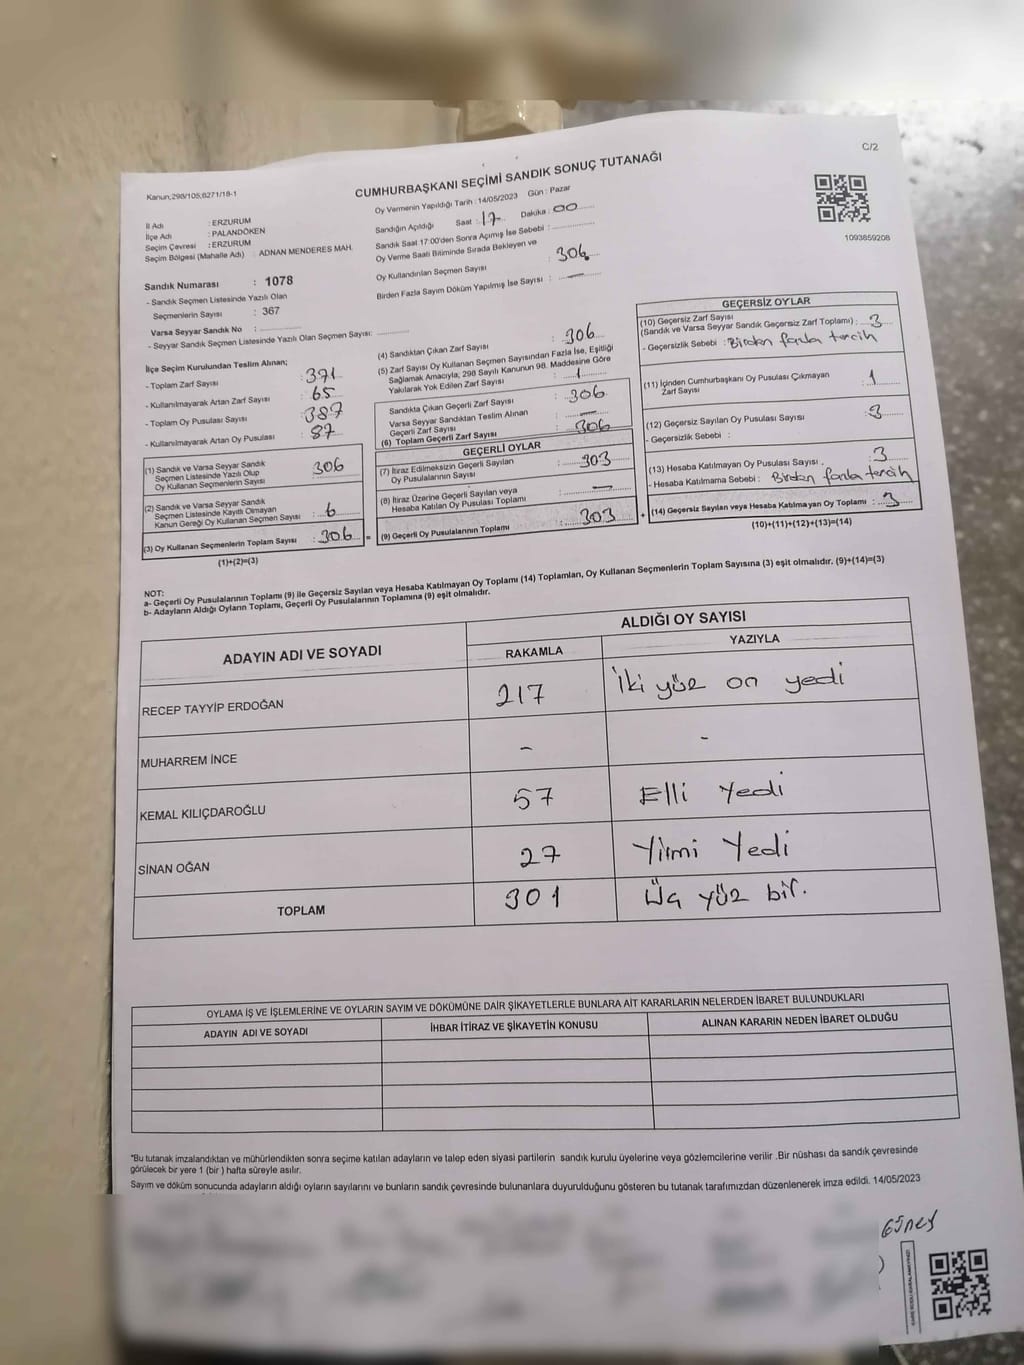 C/2
Kanun;298/105;6271/18-1
CUMHURBAŞKANI SEÇİMİ SANDIK SONUÇ TUTANAĞI
Oy Vermenin Yapıldığı Tarih : 14/05/2023 Gün : Pazar
İl Adı : ERZURUM
İlçe Adı : PALANDÖKEN
Seçim Çevresi : ERZURUM
Seçim Bölgesi (Mahalle Adı) : ADNAN MENDERES MAH.
Sandık Numarası : 1078
- Sandık Seçmen Listesinde Yazılı Olan
Seçmenlerin Sayısı : 367
Varsa Seyyar Sandık No :
- Seyyar Sandık Seçmen Listesinde Yazılı Olan Seçmen Sayısı:
Sandığın Açıldığı Saat : 17 Dakika : 00
Sandık Saat 17:00'den Sonra Açımış İse Sebebi :
Oy Verme Saati Bitiminde Sırada Bekleyen ve
Oy Kullandırılan Seçmen Sayısı : 306
Birden Fazla Sayım Döküm Yapılmış İse Sayısı : —
1093859208
İlçe Seçim Kurulundan Teslim Alınan;
- Toplam Zarf Sayısı : 371
- Kullanılmayarak Artan Zarf Sayısı : 65
- Toplam Oy Pusulası Sayısı : 387
- Kullanılmayarak Artan Oy Pusulası : 87
(1) Sandık ve Varsa Seyyar Sandık
Seçmen Listesinde Yazılı Olup
Oy Kullanan Seçmenlerin Sayısı : 306
(2) Sandık ve Varsa Seyyar Sandık
Seçmen Listesinde Kayıtlı Olmayan
Kanun Gereği Oy Kullanan Seçmen Sayısı : 6
(3) Oy Kullanan Seçmenlerin Toplam Sayısı : 306
(1)+(2)=(3)
(4) Sandıktan Çıkan Zarf Sayısı : 306
(5) Zarf Sayısı Oy Kullanan Seçmen Sayısından Fazla İse, Eşitliği
Sağlamak Amacıyla; 298 Sayılı Kanunun 98. Maddesine Göre
Yakılarak Yok Edilen Zarf Sayısı : 1
Sandıkta Çıkan Geçerli Zarf Sayısı : 306
Varsa Seyyar Sandıktan Teslim Alınan
Geçerli Zarf Sayısı : —
(6) Toplam Geçerli Zarf Sayısı : 306
GEÇERLİ OYLAR
(7) İtiraz Edilmeksizin Geçerli Sayılan
Oy Pusulalarının Sayısı : 303
(8) İtiraz Üzerine Geçerli Sayılan veya
Hesaba Katılan Oy Pusulası Toplamı : —
(9) Geçerli Oy Pusulalarının Toplamı : 303
GEÇERSİZ OYLAR
(10) Geçersiz Zarf Sayısı
(Sandık ve Varsa Seyyar Sandık Geçersiz Zarf Toplamı) : 3
- Geçersizlik Sebebi : Birden fazla tercih
(11) İçinden Cumhurbaşkanı Oy Pusulası Çıkmayan
Zarf Sayısı : 1
(12) Geçersiz Sayılan Oy Pusulası Sayısı : 3
- Geçersizlik Sebebi :
(13) Hesaba Katılmayan Oy Pusulası Sayısı : 3
- Hesaba Katılmama Sebebi : Birden fazla tercih
(14) Geçersiz Sayılan veya Hesaba Katılmayan Oy Toplamı : 3
(10)+(11)+(12)+(13)=(14)
NOT:
a- Geçerli Oy Pusulalarının Toplamı (9) ile Geçersiz Sayılan veya Hesaba Katılmayan Oy Toplamı (14) Toplamları, Oy Kullanan Seçmenlerin Toplam Sayısına (3) eşit olmalıdır. (9)+(14)=(3)
b- Adayların Aldığı Oyların Toplamı, Geçerli Oy Pusulalarının Toplamına (9) eşit olmalıdır.
ADAYIN ADI VE SOYADI
ALDIĞI OY SAYISI
RAKAMLA YAZIYLA
RECEP TAYYİP ERDOĞAN 217 İki yüz on yedi
MUHARREM İNCE - -
KEMAL KILIÇDAROĞLU 57 Elli Yedi
SİNAN OĞAN 27 Yirmi Yedi
TOPLAM 301 Üç yüz bir.
OYLAMA İŞ VE İŞLEMLERİNE VE OYLARIN SAYIM VE DÖKÜMÜNE DAİR ŞİKAYETLERLE BUNLARA AİT KARARLARIN NELERDEN İBARET BULUNDUKLARI
ADAYIN ADI VE SOYADI İHBAR İTİRAZ VE ŞİKAYETİN KONUSU ALINAN KARARIN NEDEN İBARET OLDUĞU
*Bu tutanak imzalandıktan ve mühürlendikten sonra seçime katılan adayların ve talep eden siyasi partilerin sandık kurulu üyelerine veya gözlemcilerine verilir .Bir nüshası da sandık çevresinde
görülecek bir yere 1 (bir ) hafta süreyle asılır.
Sayım ve döküm sonucunda adayların aldığı oyların sayılarını ve bunların sandık çevresinde bulunanlara duyurulduğunu gösteren bu tutanak tarafımızdan düzenlenerek imza edildi. 14/05/2023